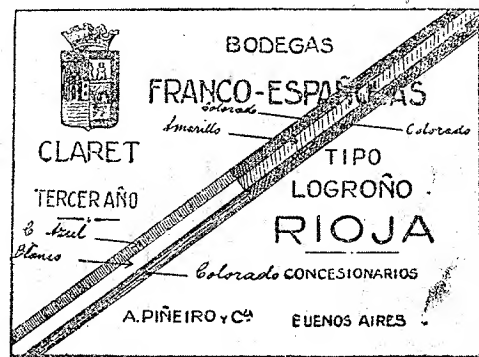 BODEGAS
FRANCO-ESPAÑOLAS
Colorado
Amarillo
Colorado
CLARET
TIPO
LOGROÑO
TERCER AÑO
RIOJA
C Azul
Blanco
Colorado
CONCESIONARIOS
A. PIÑEIRO Y Cía
BUENOS AIRES